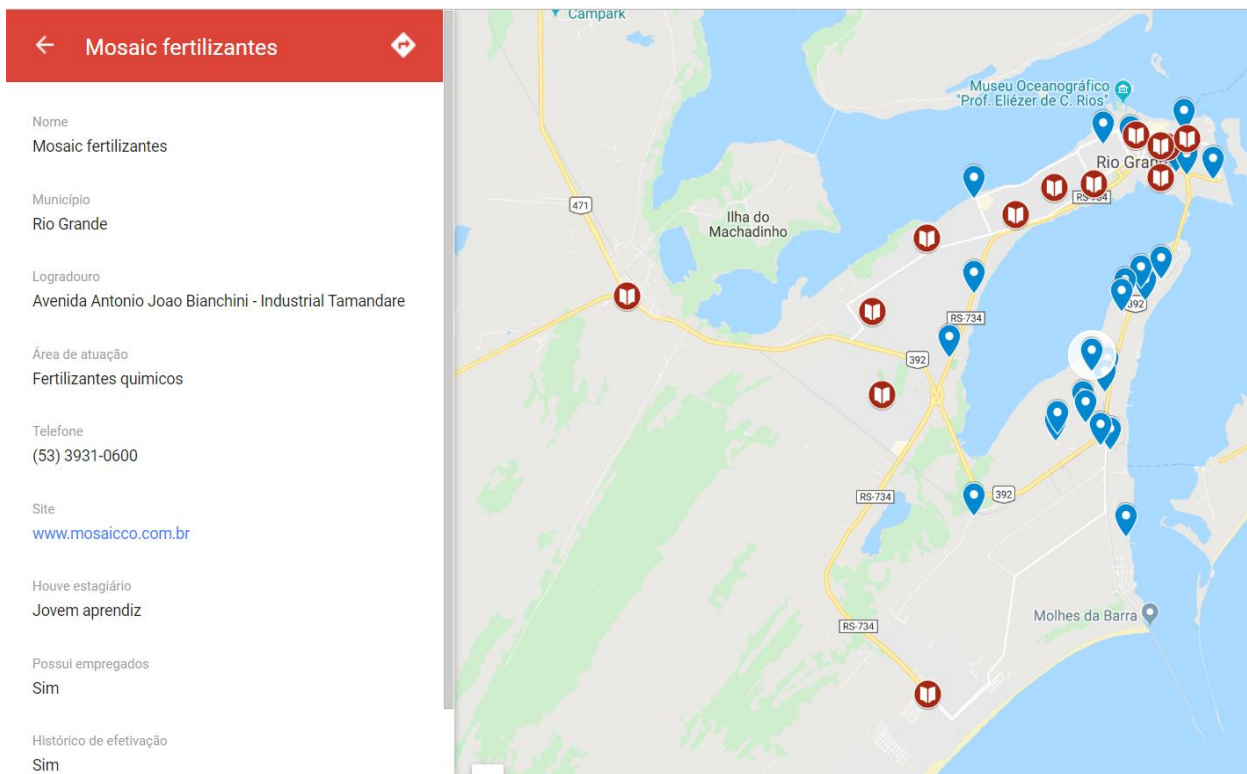 Mosaic fertilizantes
Nome
Mosaic fertilizantes
Município
Rio Grande
Logradouro
Avenida Antonio Joao Bianchini - Industrial Tamandare
Área de atuação
Fertilizantes quimicos
Telefone
(53) 3931-0600
Site
www.mosaicco.com.br
Houve estagiário
Jovem aprendiz
Possui empregados
Sim
Histórico de efetivação
Sim
Campark
Museu Oceanográfico
"Prof. Eliézer de C. Rios"
Rio Gran
RS-734
471
Ilha do
Machadinho
392
RS-734
392
RS-734
392
Molhes da Barra
RS-734